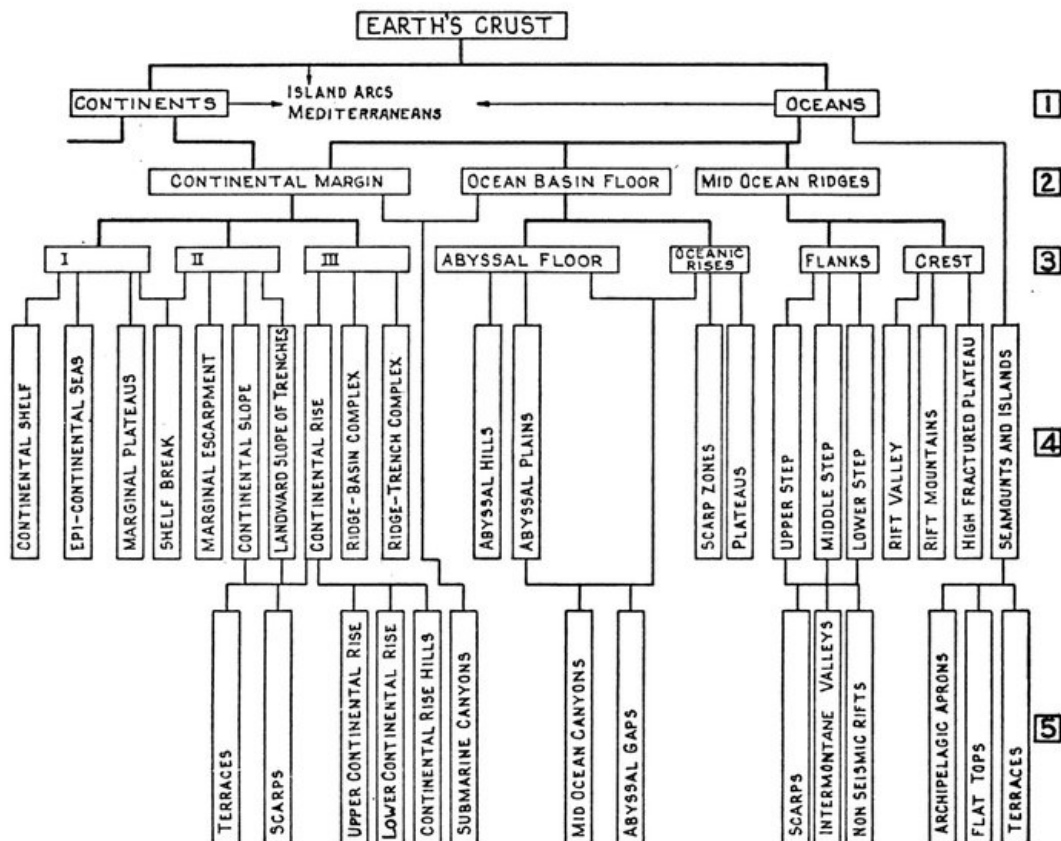 EARTH'S CRUST
CONTINENTS
ISLAND ARCS
MEDITERRANEANS
OCEANS
1
CONTINENTAL MARGIN
OCEAN BASIN FLOOR
MID OCEAN RIDGES
2
I
II
III
ABYSSAL FLOOR
OCEANIC
RISES
FLANKS
CREST
3
CONTINENTAL SHELF
EPI-CONTINENTAL SEAS
MARGINAL PLATEAUS
SHELF BREAK
MARGINAL ESCARPMENT
CONTINENTAL SLOPE
LANDWARD SLOPE OF TRENCHES
CONTINENTAL RISE
RIDGE-BASIN COMPLEX
RIDGE-TRENCH COMPLEX
ABYSSAL HILLS
ABYSSAL PLAINS
SCARP ZONES
PLATEAUS
UPPER STEP
MIDDLE STEP
LOWER STEP
RIFT VALLEY
RIFT MOUNTAINS
HIGH FRACTURED PLATEAU
SEAMOUNTS AND ISLANDS
4
TERRACES
SCARPS
UPPER CONTINENTAL RISE
LOWER CONTINENTAL RISE
CONTINENTAL RISE HILLS
SUBMARINE CANYONS
MID OCEAN CANYONS
ABYSSAL GAPS
SCARPS
INTERMONTANE VALLEYS
NON SEISMIC RIFTS
ARCHIPELAGIC APRONS
FLAT TOPS
TERRACES
5